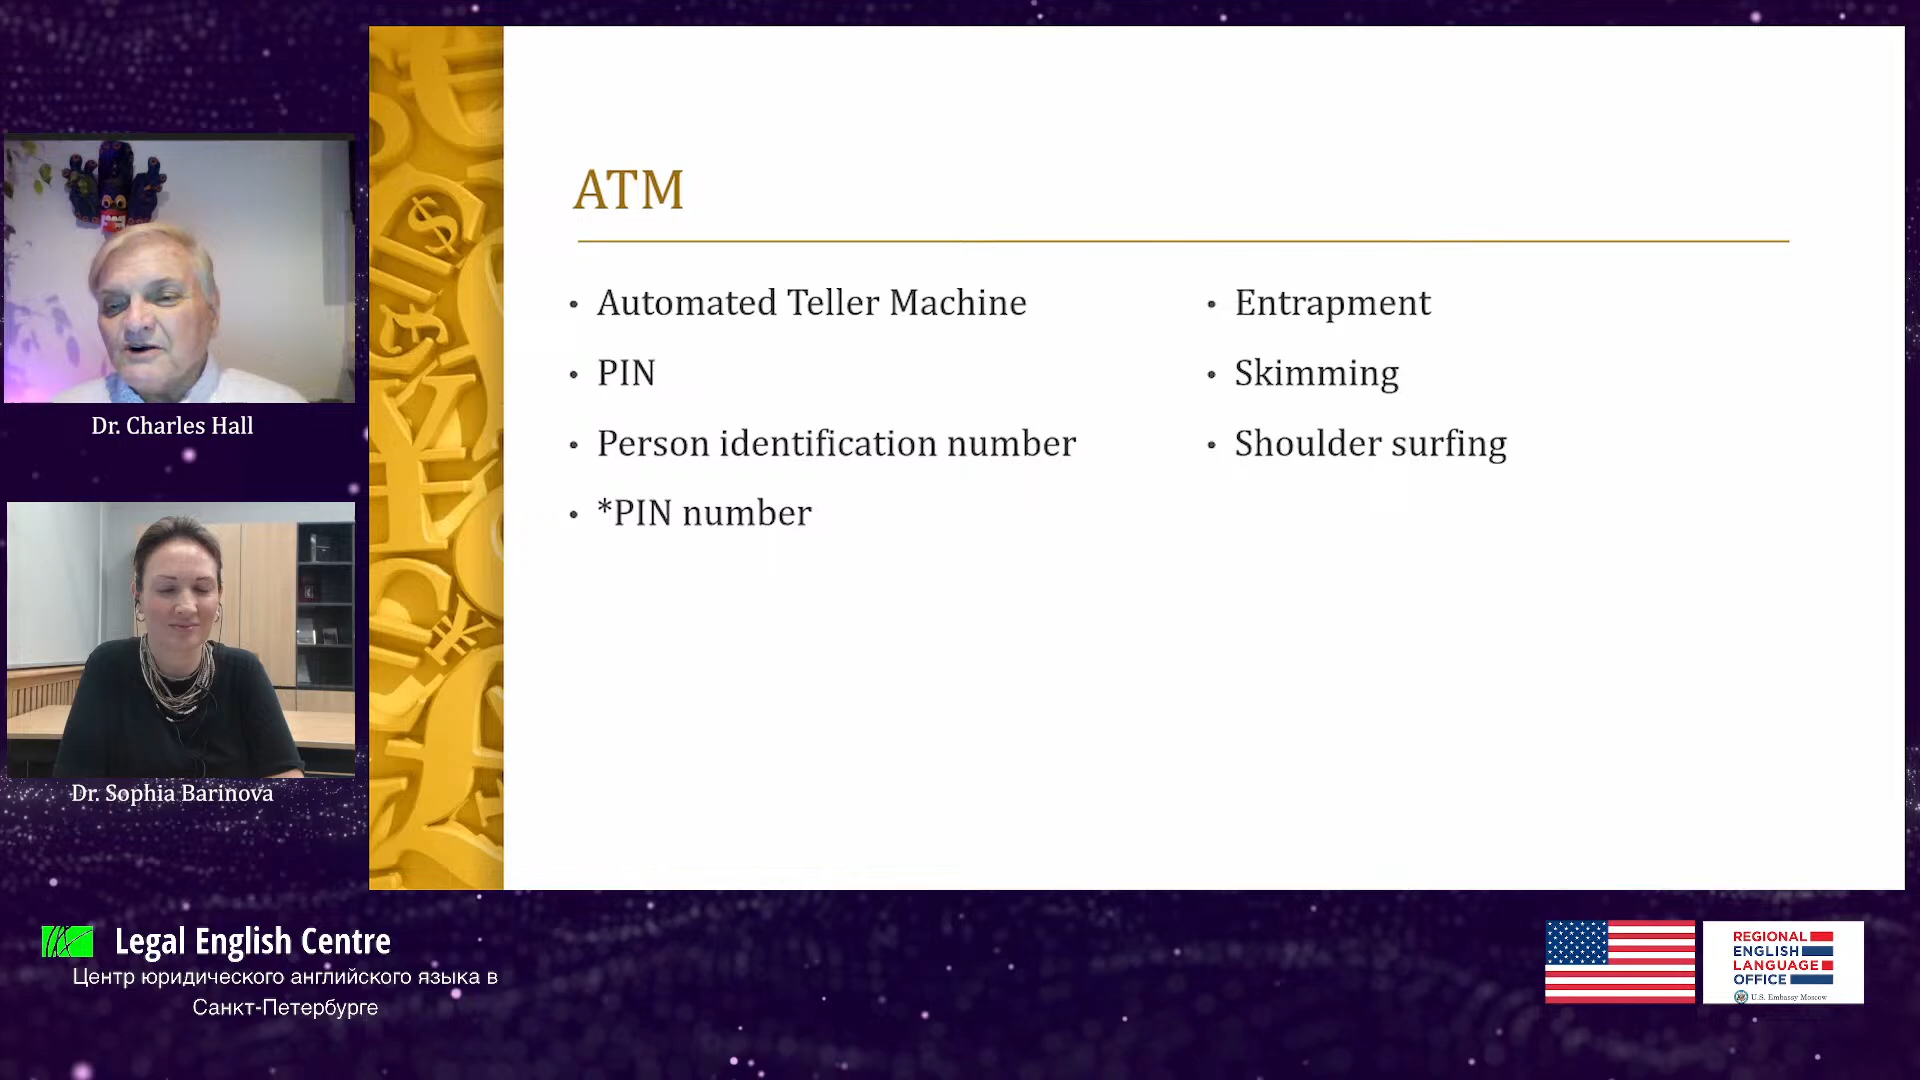 ATM
• Automated Teller Machine
• PIN
• Person identification number
• *PIN number
• Entrapment
• Skimming
• Shoulder surfing
Dr. Charles Hall
Dr. Sophia Barinova
Legal English Centre
Центр юридического английского языка в
Санкт-Петербурге
REGIONAL
ENGLISH
LANGUAGE
OFFICE
U.S. Embassy Moscow